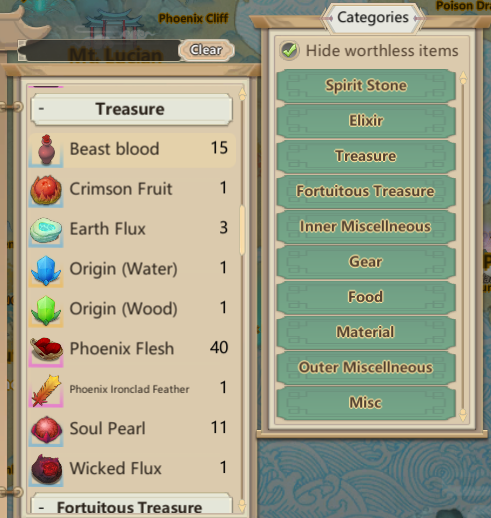 Phoenix Cliff
Poison Dra
Mt. Lucian
Clear
- Treasure
Beast blood 15
Crimson Fruit 1
Earth Flux 3
Origin (Water) 1
Origin (Wood) 1
Phoenix Flesh 40
Phoenix Ironclad Feather 1
Soul Pearl 11
Wicked Flux 1
- Fortuitous Treasure
Categories
Hide worthless items
Spirit Stone
Elixir
Treasure
Fortuitous Treasure
Inner Miscellneous
Gear
Food
Material
Outer Miscellneous
Misc